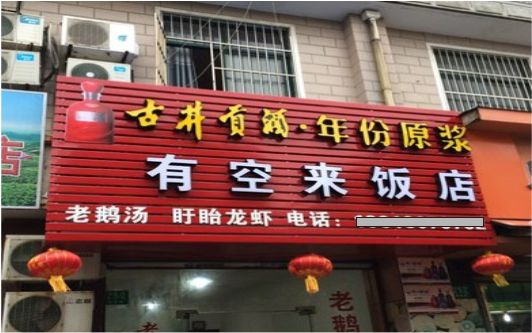 古井贡酒·年份原浆
有空来饭店
老鹅汤 盱眙龙虾 电话：
店
老鹅